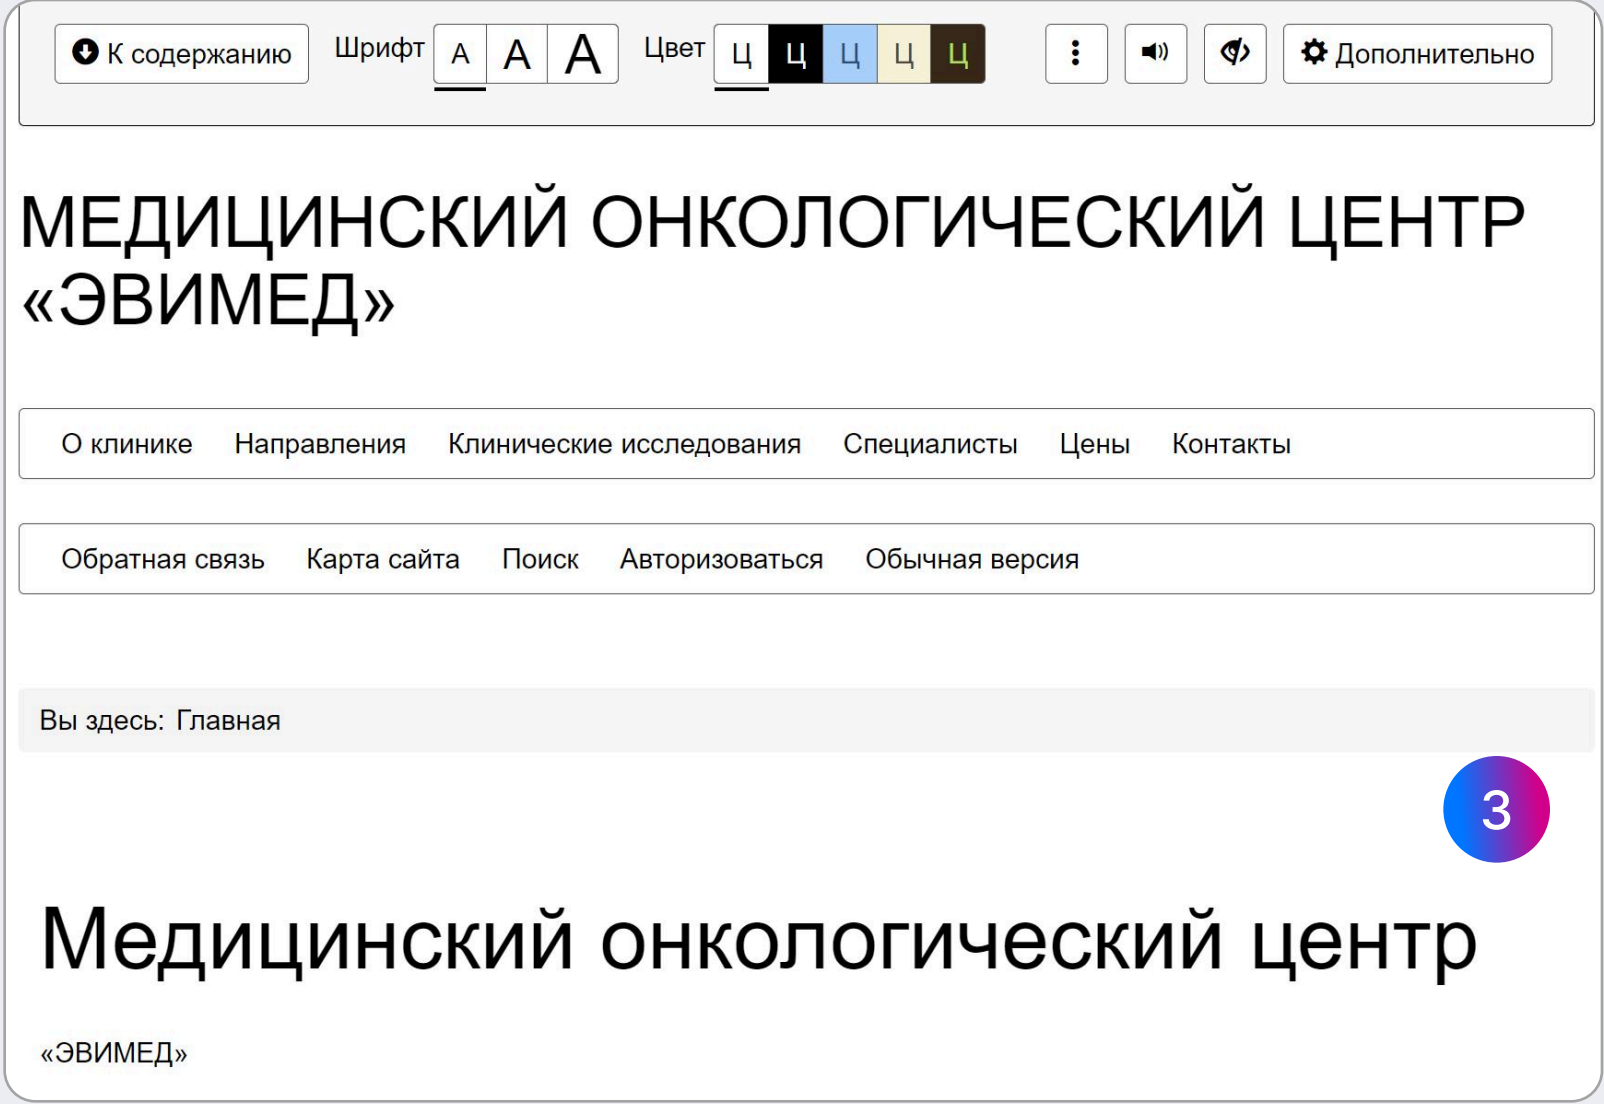 К содержанию Шрифт А А А Цвет Ц Ц Ц Ц Ц Дополнительно
МЕДИЦИНСКИЙ ОНКОЛОГИЧЕСКИЙ ЦЕНТР
«ЭВИМЕД»
О клинике Направления Клинические исследования Специалисты Цены Контакты
Обратная связь Карта сайта Поиск Авторизоваться Обычная версия
Вы здесь: Главная
3
Медицинский онкологический центр
«ЭВИМЕД»